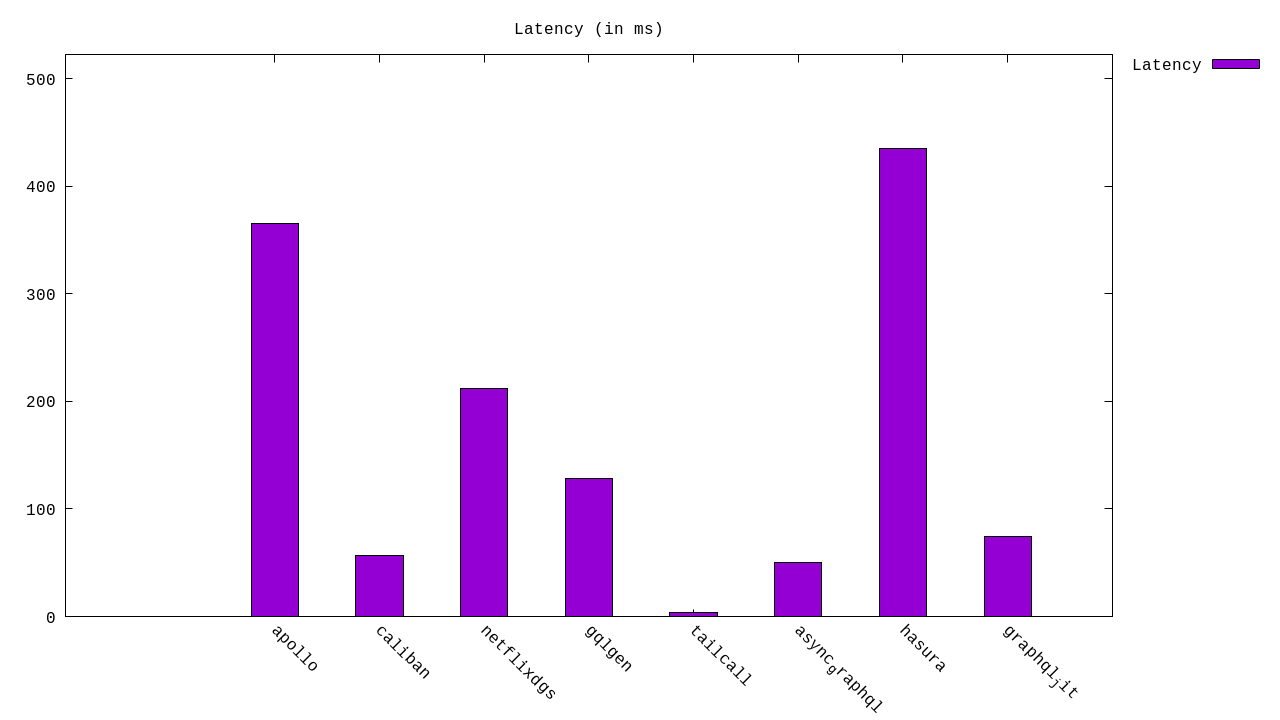 Latency (in ms)
Latency
500
400
300
200
100
0
apollo
caliban
netflixdgs
gqlgen
tailcall
async_graphql
hasura
graphql_jit